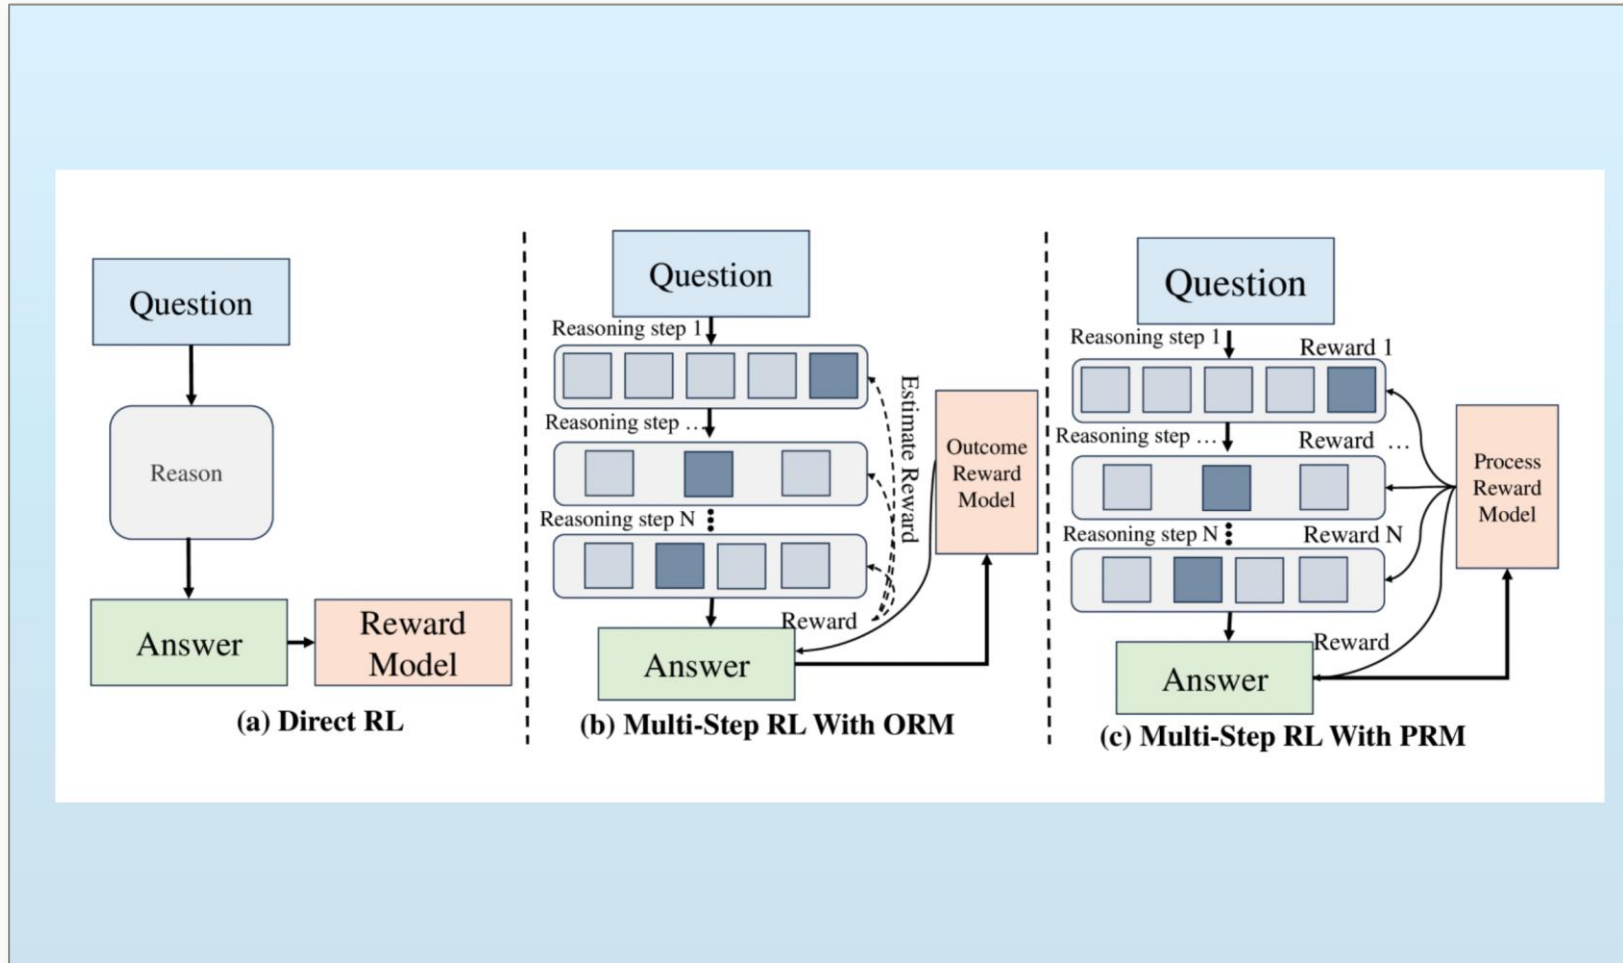 Question
Reason
Answer
Reward
Model
(a) Direct RL
Question
Reasoning step 1
Reasoning step ...
Reasoning step N
Estimate Reward
Outcome
Reward
Model
Reward
Answer
(b) Multi-Step RL With ORM
Question
Reasoning step 1
Reward 1
Reasoning step ...
Reward ...
Process
Reward
Model
Reasoning step N
Reward N
Reward
Answer
(c) Multi-Step RL With PRM